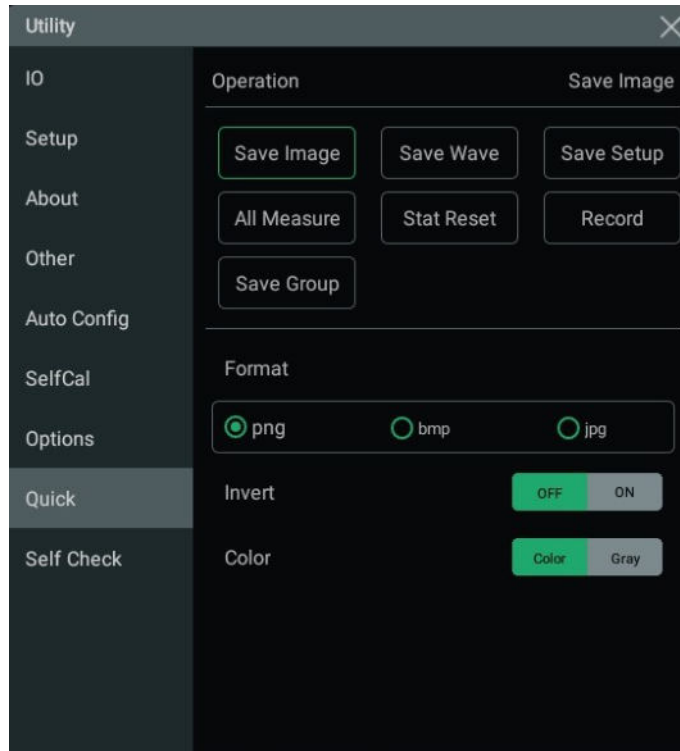 Utility
IO
Setup
About
Other
Auto Config
SelfCal
Options
Quick
Self Check
Operation Save Image
Save Image Save Wave Save Setup
All Measure Stat Reset Record
Save Group
Format
png bmp jpg
Invert OFF ON
Color Color Gray